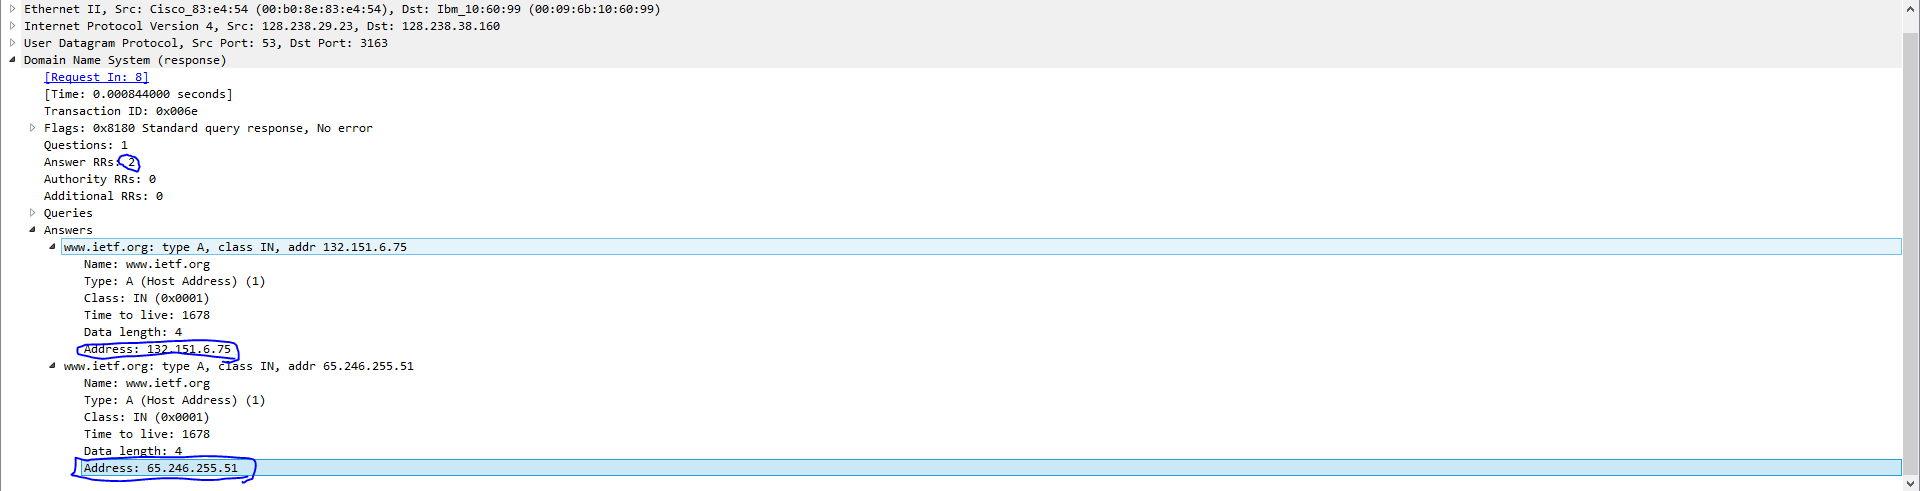 Ethernet II, Src: Cisco_83:e4:54 (00:b0:8e:83:e4:54), Dst: Ibm_10:60:99 (00:09:6b:10:60:99)
Internet Protocol Version 4, Src: 128.238.29.23, Dst: 128.238.38.160
User Datagram Protocol, Src Port: 53, Dst Port: 3163
Domain Name System (response)
[Request In: 8]
[Time: 0.000844000 seconds]
Transaction ID: 0x006e
Flags: 0x8180 Standard query response, No error
Questions: 1
Answer RRs: 2
Authority RRs: 0
Additional RRs: 0
Queries
Answers
www.ietf.org: type A, class IN, addr 132.151.6.75
Name: www.ietf.org
Type: A (Host Address) (1)
Class: IN (0x0001)
Time to live: 1678
Data length: 4
Address: 132.151.6.75
www.ietf.org: type A, class IN, addr 65.246.255.51
Name: www.ietf.org
Type: A (Host Address) (1)
Class: IN (0x0001)
Time to live: 1678
Data length: 4
Address: 65.246.255.51